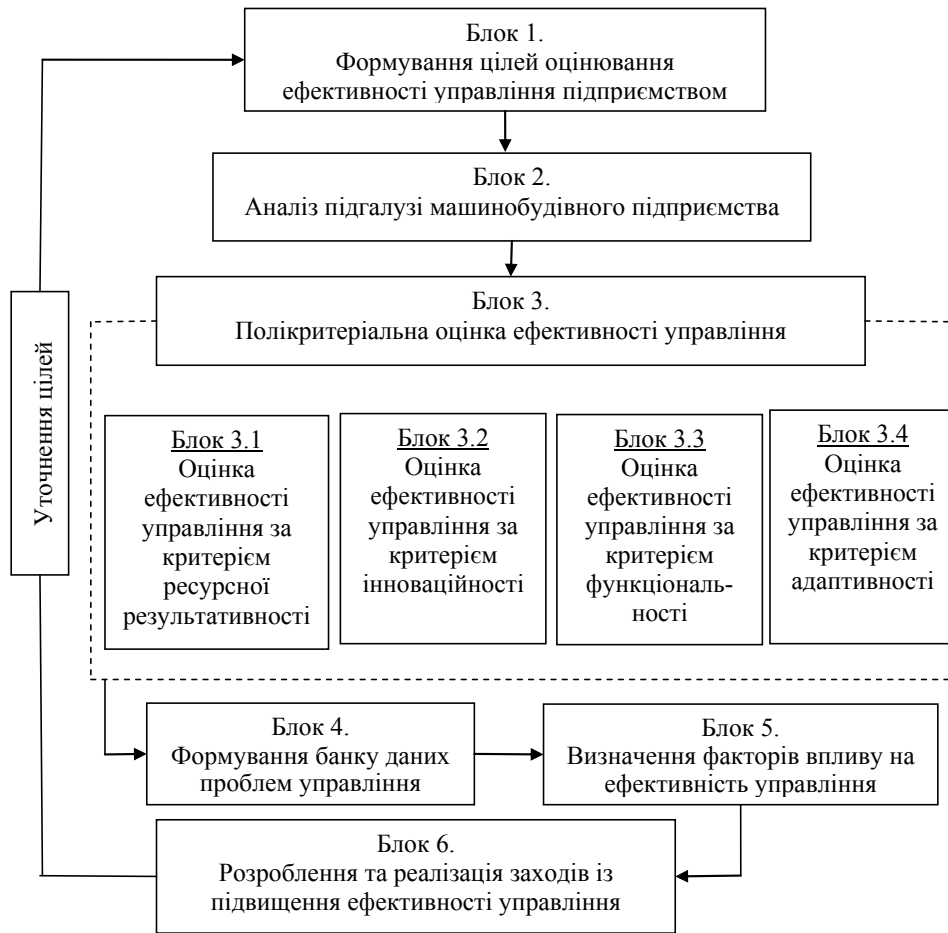 Блок 1.
Формування цілей оцінювання
ефективності управління підприємством
Блок 2.
Аналіз підгалузі машинобудівного підприємства
Блок 3.
Полікритеріальна оцінка ефективності управління
Уточнення цілей
Блок 3.1
Оцінка
ефективності
управління за
критерієм
ресурсної
результативності
Блок 3.2
Оцінка
ефективності
управління за
критерієм
інноваційності
Блок 3.3
Оцінка
ефективності
управління за
критерієм
функціональ-
ності
Блок 3.4
Оцінка
ефективності
управління за
критерієм
адаптивності
Блок 4.
Формування банку даних
проблем управління
Блок 5.
Визначення факторів впливу на
ефективність управління
Блок 6.
Розроблення та реалізація заходів із
підвищення ефективності управління